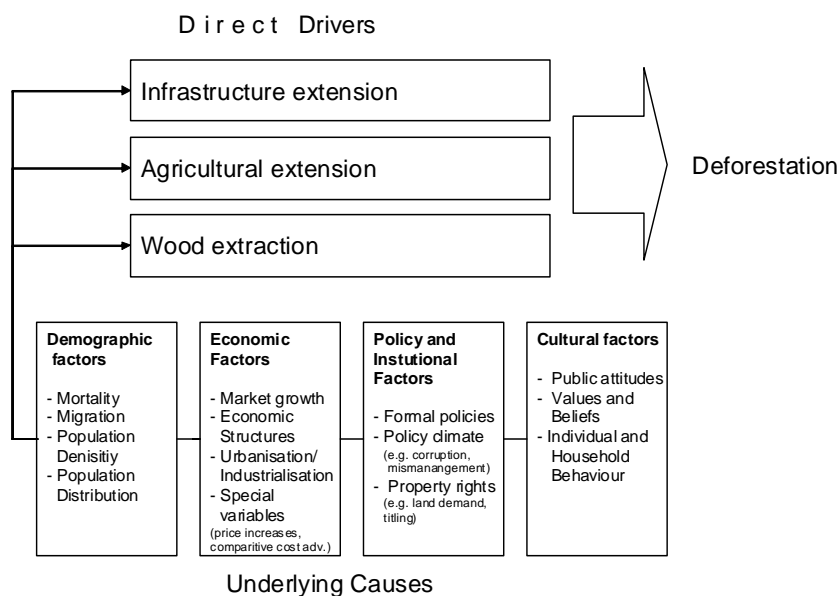 Direct Drivers
Infrastructure extension
Agricultural extension
Wood extraction
Deforestation
Demographic
factors
- Mortality
- Migration
- Population
Denisitiy
- Population
Distribution
Economic
Factors
- Market growth
- Economic
Structures
- Urbanisation/
Industrialisation
- Special
variables
(price increases,
comparitive cost adv.)
Policy and
Instutional
Factors
- Formal policies
- Policy climate
(e.g. corruption,
mismanangement)
- Property rights
(e.g. land demand,
titling)
Cultural factors
- Public attitudes
- Values and
Beliefs
- Individual and
Household
Behaviour
Underlying Causes